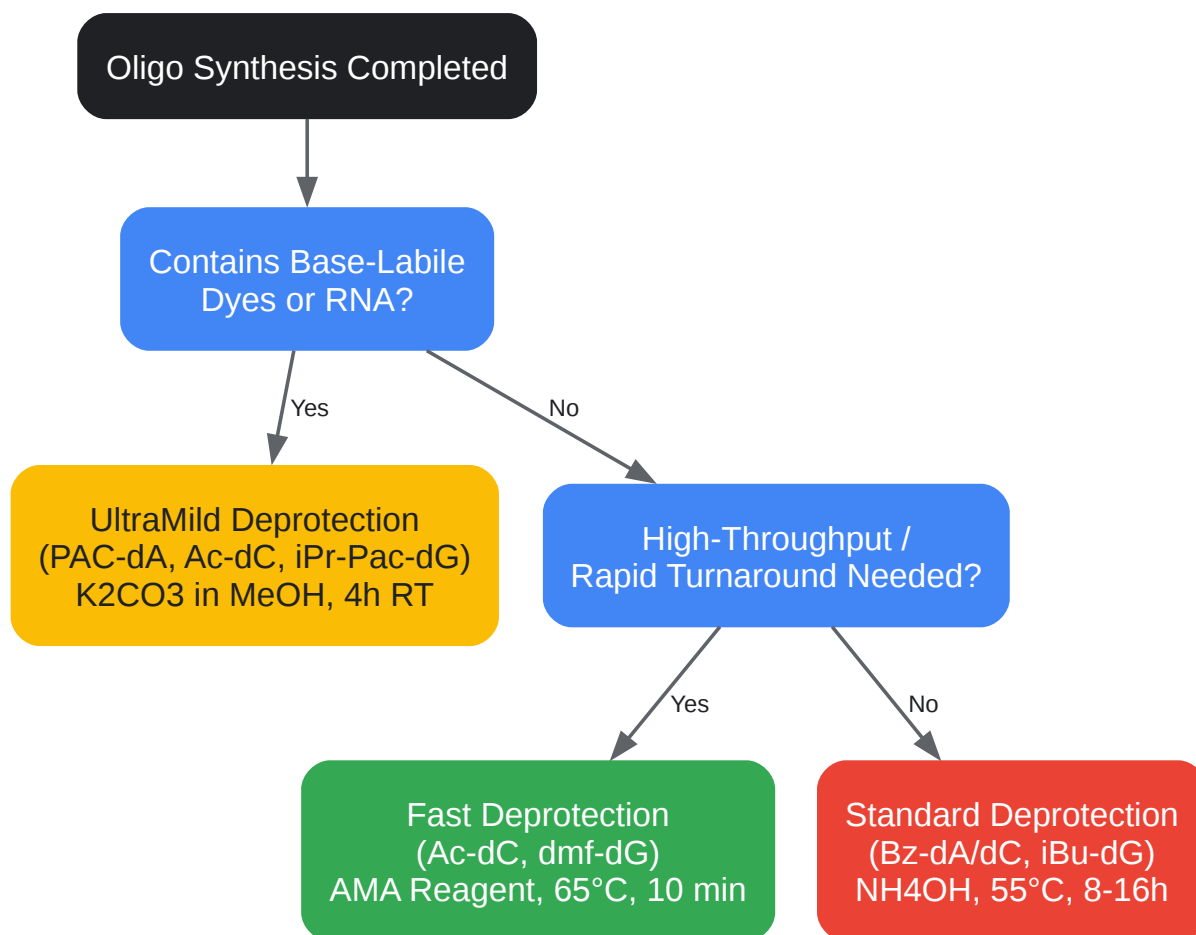 Oligo Synthesis Completed
Contains Base-Labile
Dyes or RNA?
Yes
No
UltraMild Deprotection
(PAC-dA, Ac-dC, iPr-Pac-dG)
K2CO3 in MeOH, 4h RT
High-Throughput /
Rapid Turnaround Needed?
Yes
No
Fast Deprotection
(Ac-dC, dmf-dG)
AMA Reagent, 65°C, 10 min
Standard Deprotection
(Bz-dA/dC, iBu-dG)
NH4OH, 55°C, 8-16h